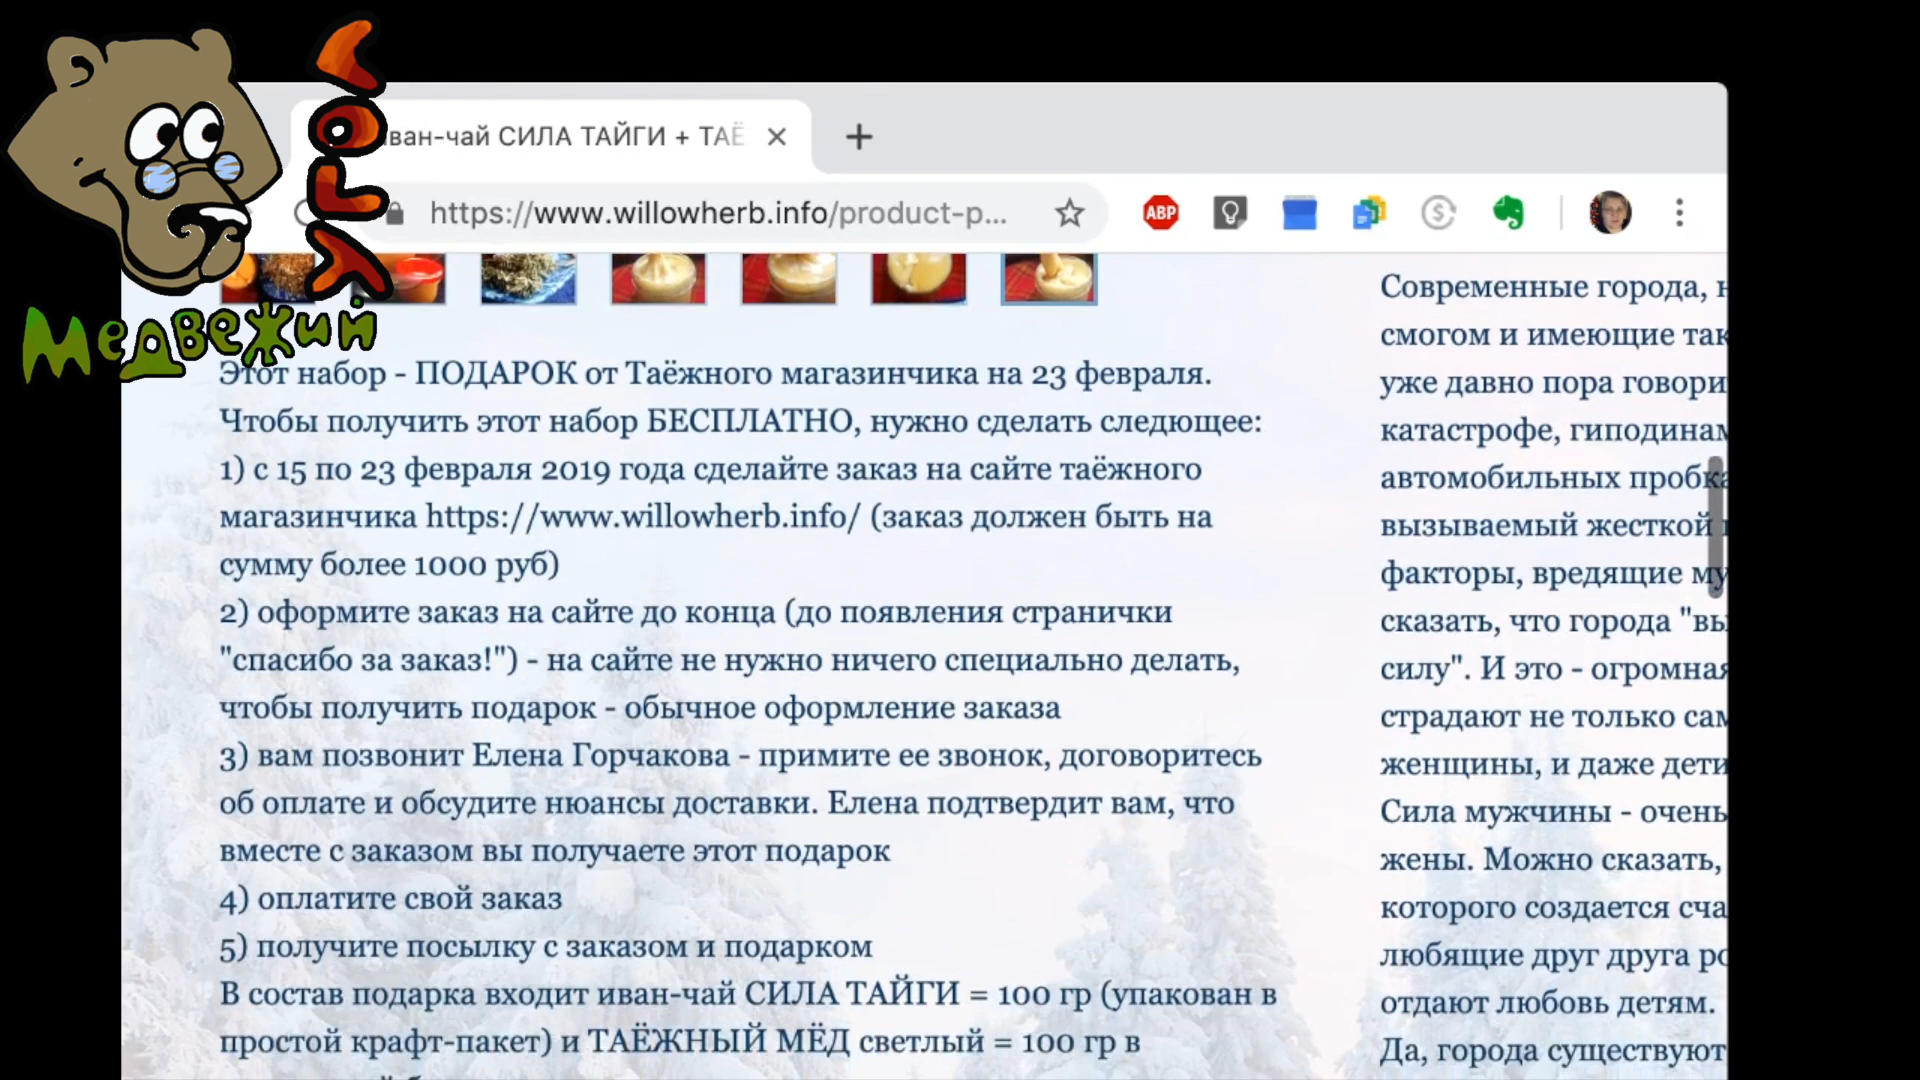 Медвежий
УГОЛ
ван-чай СИЛА ТАЙГИ + ТАЁ
https://www.willowherb.info/product-p...
ABP
Этот набор - ПОДАРОК от Таёжного магазинчика на 23 февраля.
Чтобы получить этот набор БЕСПЛАТНО, нужно сделать следющее:
1) с 15 по 23 февраля 2019 года сделайте заказ на сайте таёжного
магазинчика https://www.willowherb.info/ (заказ должен быть на
сумму более 1000 руб)
2) оформите заказ на сайте до конца (до появления странички
"спасибо за заказ!") - на сайте не нужно ничего специально делать,
чтобы получить подарок - обычное оформление заказа
3) вам позвонит Елена Горчакова - примите ее звонок, договоритесь
об оплате и обсудите нюансы доставки. Елена подтвердит вам, что
вместе с заказом вы получаете этот подарок
4) оплатите свой заказ
5) получите посылку с заказом и подарком
В состав подарка входит иван-чай СИЛА ТАЙГИ = 100 гр (упакован в
простой крафт-пакет) и ТАЁЖНЫЙ МЁД светлый = 100 гр в
Современные города, н
смогом и имеющие так
уже давно пора говори
катастрофе, гиподинам
автомобильных пробка
вызываемый жесткой
факторы, вредящие му
сказать, что города "вы
силу". И это - огромная
страдают не только сам
женщины, и даже дети
Сила мужчины - очень
жены. Можно сказать,
которого создается сча
любящие друг друга ро
отдают любовь детям.
Да, города существуют